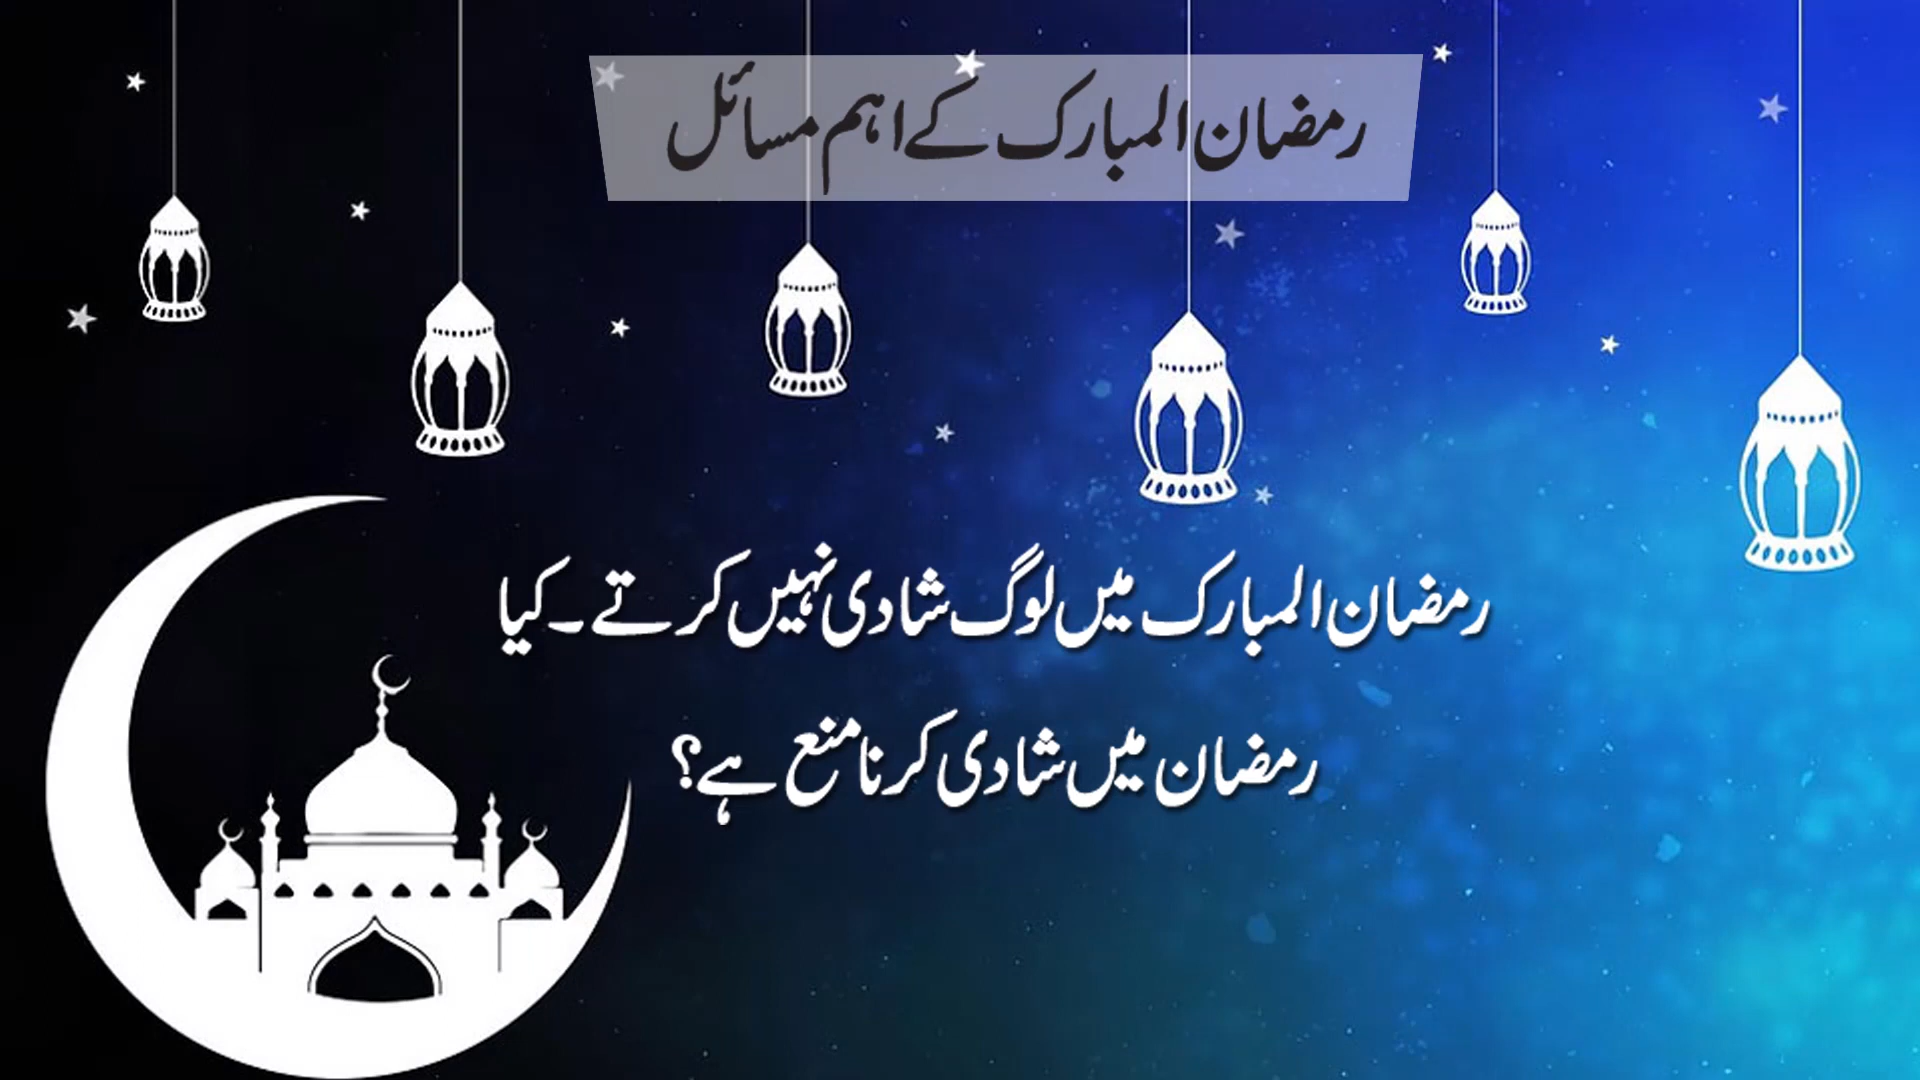 رمضان المبارک کے اہم مسائل
رمضان المبارک میں لوگ شادی نہیں کرتے ۔ کیا
رمضان میں شادی کرنا منع ہے؟